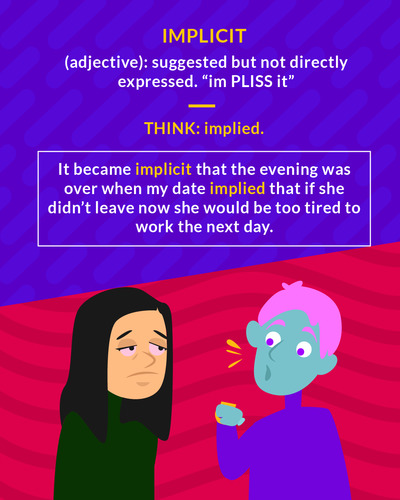 IMPLICIT
(adjective): suggested but not directly
expressed. “im PLISS it”
THINK: implied.
It became implicit that the evening was
over when my date implied that if she
didn’t leave now she would be too tired to
work the next day.